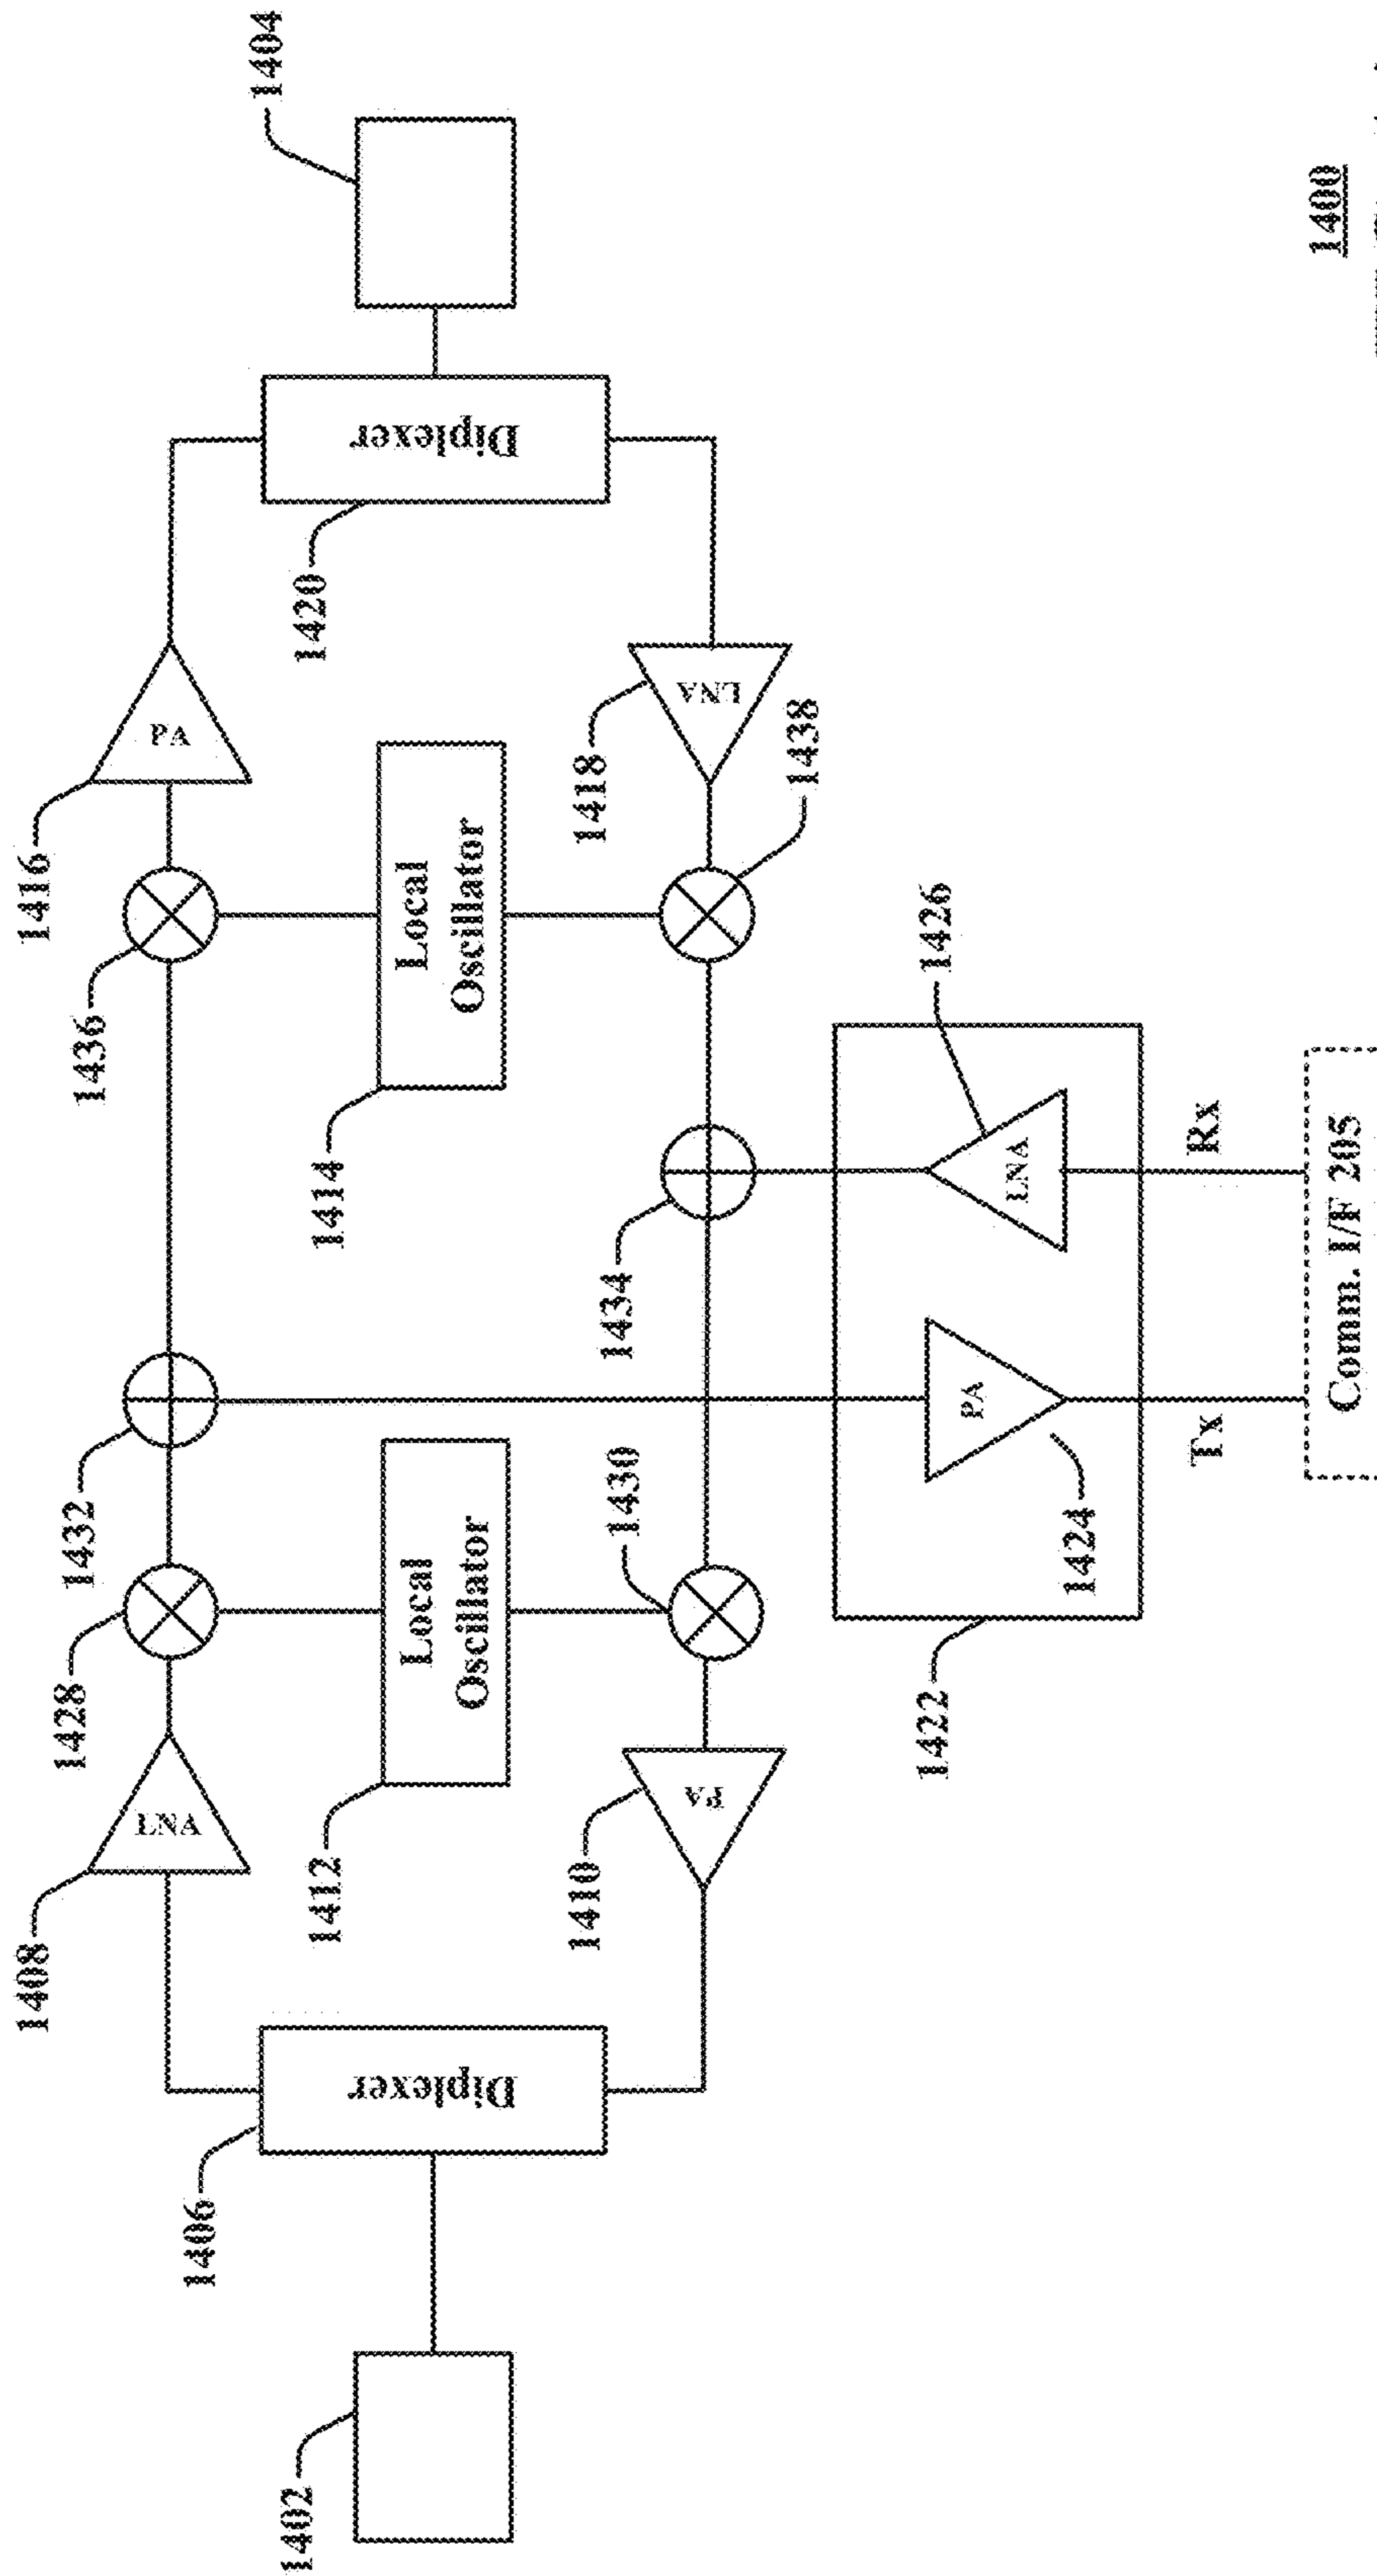 1408
1416
1428
1432
1436
LNA
PA
1406
1404
1402
1412
1414
1420
Diplexer
Local
Oscillator
Local
Oscillator
Diplexer
1410
1430
1434
1418
PA
LNA
1438
1422
1424
PA
LNA
1426
Tx
Rx
Comm. I/F 205
1400